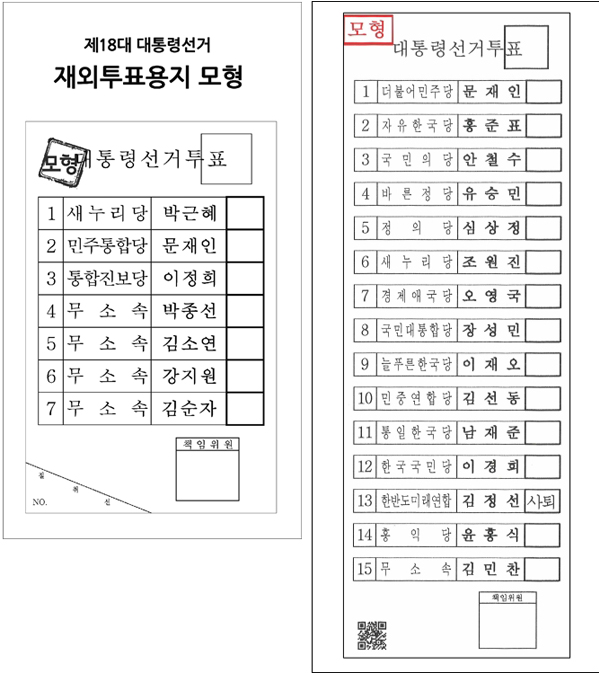 제18대 대통령선거
재외투표용지 모형
모형
대통령선거투표
1 새누리당 박근혜
2 민주통합당 문재인
3 통합진보당 이정희
4 무소속 박종선
5 무소속 김소연
6 무소속 강지원
7 무소속 김순자
책임위원
절 취 선
NO.
모형
대통령선거투표
1 더불어민주당 문재인
2 자유한국당 홍준표
3 국민의당 안철수
4 바른정당 유승민
5 정의당 심상정
6 새누리당 조원진
7 경제애국당 오영국
8 국민대통합당 장성민
9 늘푸른한국당 이재오
10 민중연합당 김선동
11 통일한국당 남재준
12 한국국민당 이경희
13 한반도미래연합 김정선 사퇴
14 홍익당 윤홍식
15 무소속 김민찬
책임위원